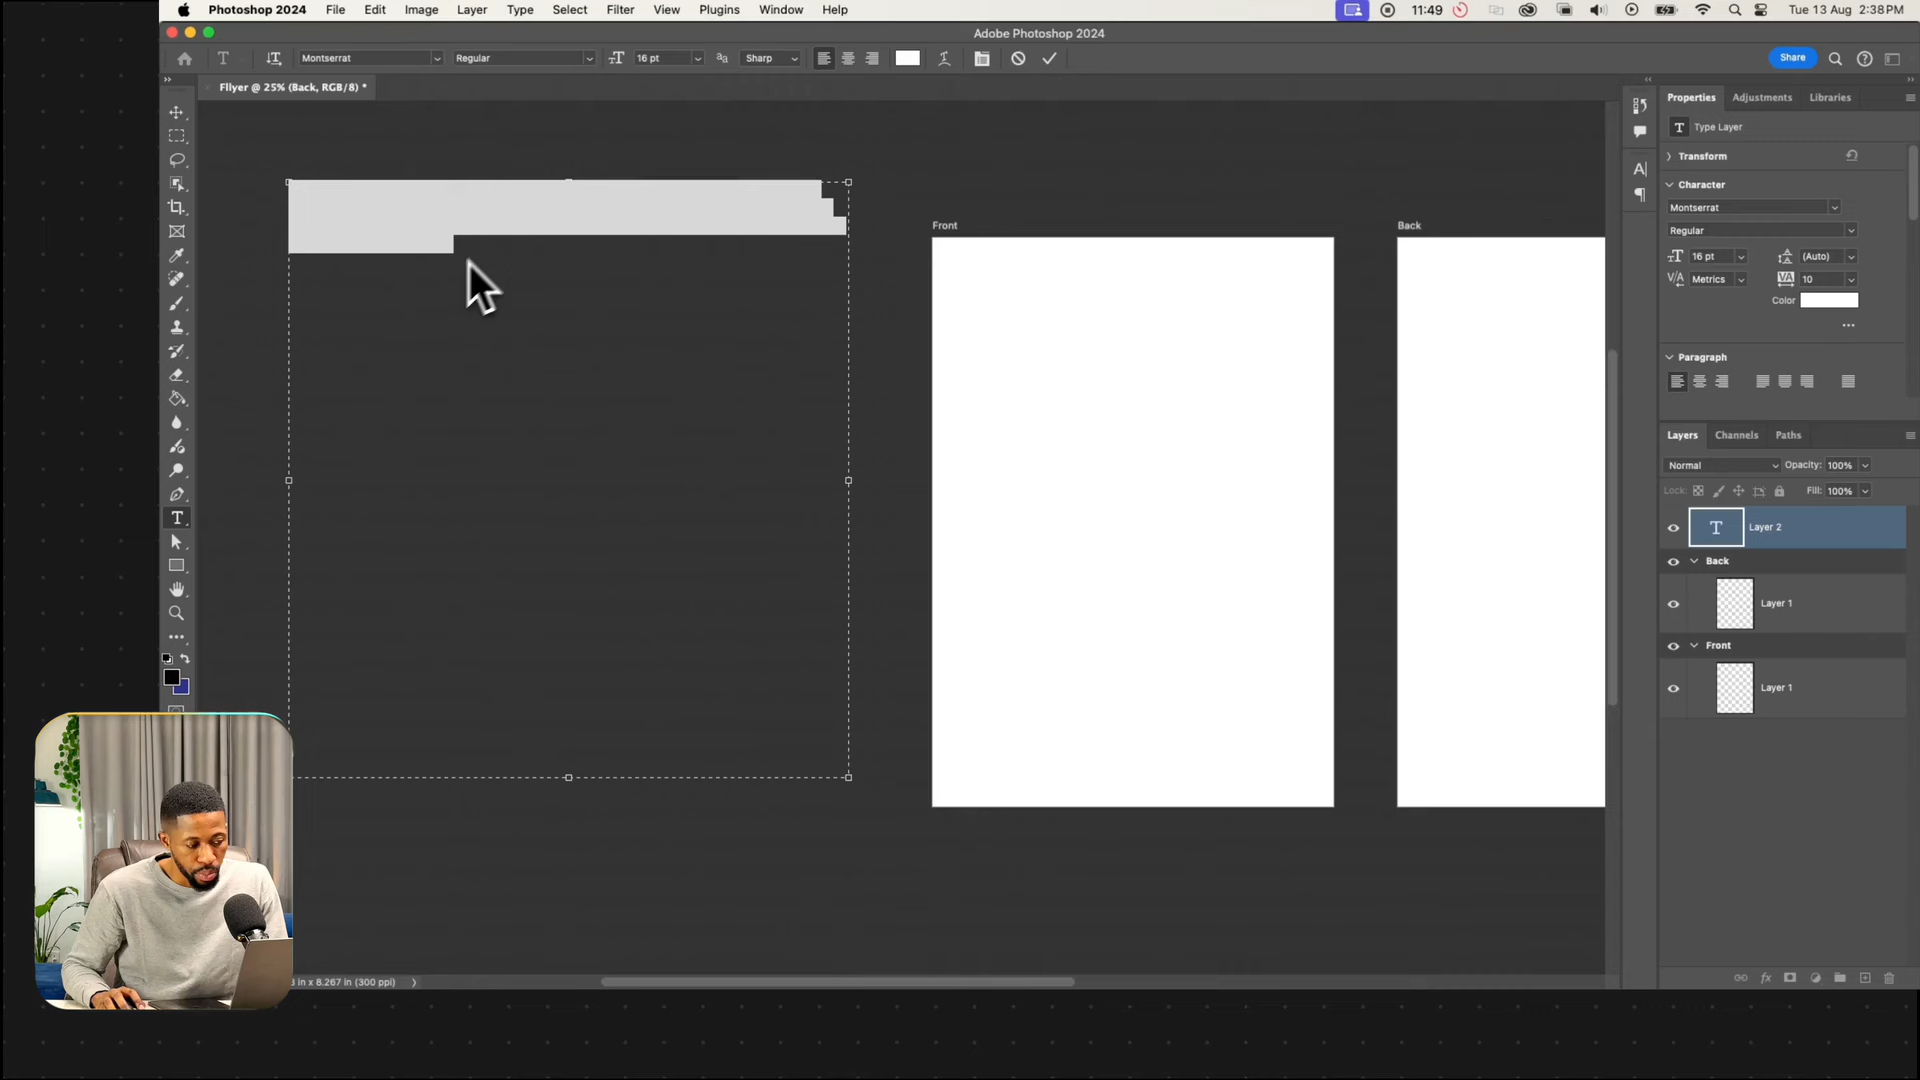 Photoshop 2024 File Edit Image Layer Type Select Filter View Plugins Window Help 11:49 Tue 13 Aug 2:38 PM
Adobe Photoshop 2024
T Montserrat Regular 16 pt Sharp Share
Fllyer @ 25% (Back, RGB/8) *
Properties Adjustments Libraries
T Type Layer
Transform
Character
Montserrat
Regular
16 pt (Auto)
Metrics 10
Color
Paragraph
Front
Back
Layers Channels Paths
Normal Opacity: 100%
Lock: Fill: 100%
T Layer 2
Back
Layer 1
Front
Layer 1
in x 8.267 in (300 ppi)